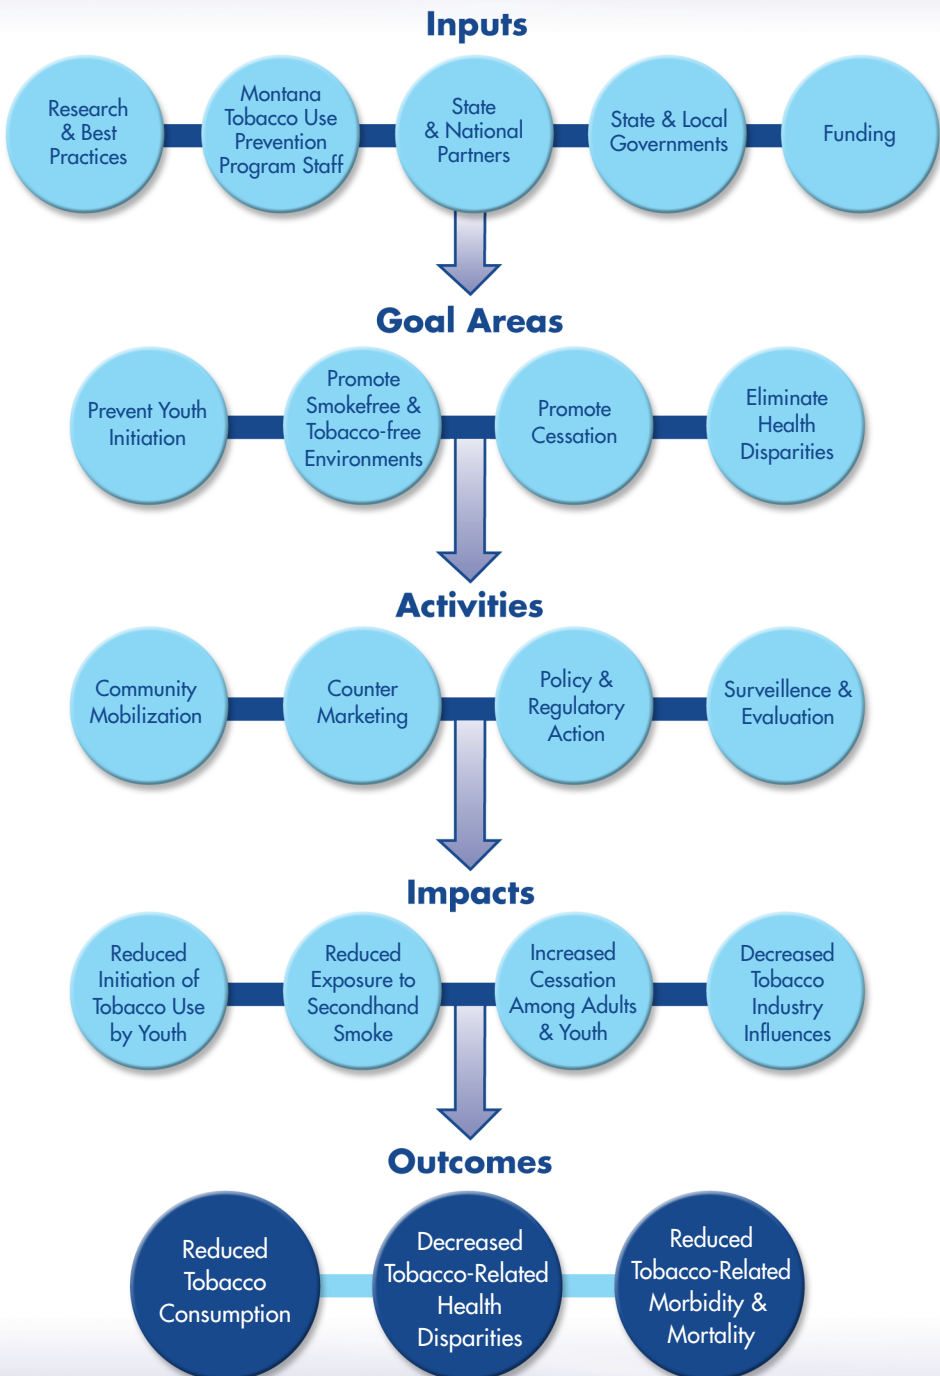 Inputs
Research
& Best
Practices
Montana
Tobacco Use
Prevention
Program Staff
State
& National
Partners
State & Local
Governments
Funding
Goal Areas
Prevent Youth
Initiation
Promote
Smokefree &
Tobacco-free
Environments
Promote
Cessation
Eliminate
Health
Disparities
Activities
Community
Mobilization
Counter
Marketing
Policy &
Regulatory
Action
Surveillence &
Evaluation
Impacts
Reduced
Initiation of
Tobacco Use
by Youth
Reduced
Exposure to
Secondhand
Smoke
Increased
Cessation
Among Adults
& Youth
Decreased
Tobacco
Industry
Influences
Outcomes
Reduced
Tobacco
Consumption
Decreased
Tobacco-Related
Health
Disparities
Reduced
Tobacco-Related
Morbidity &
Mortality